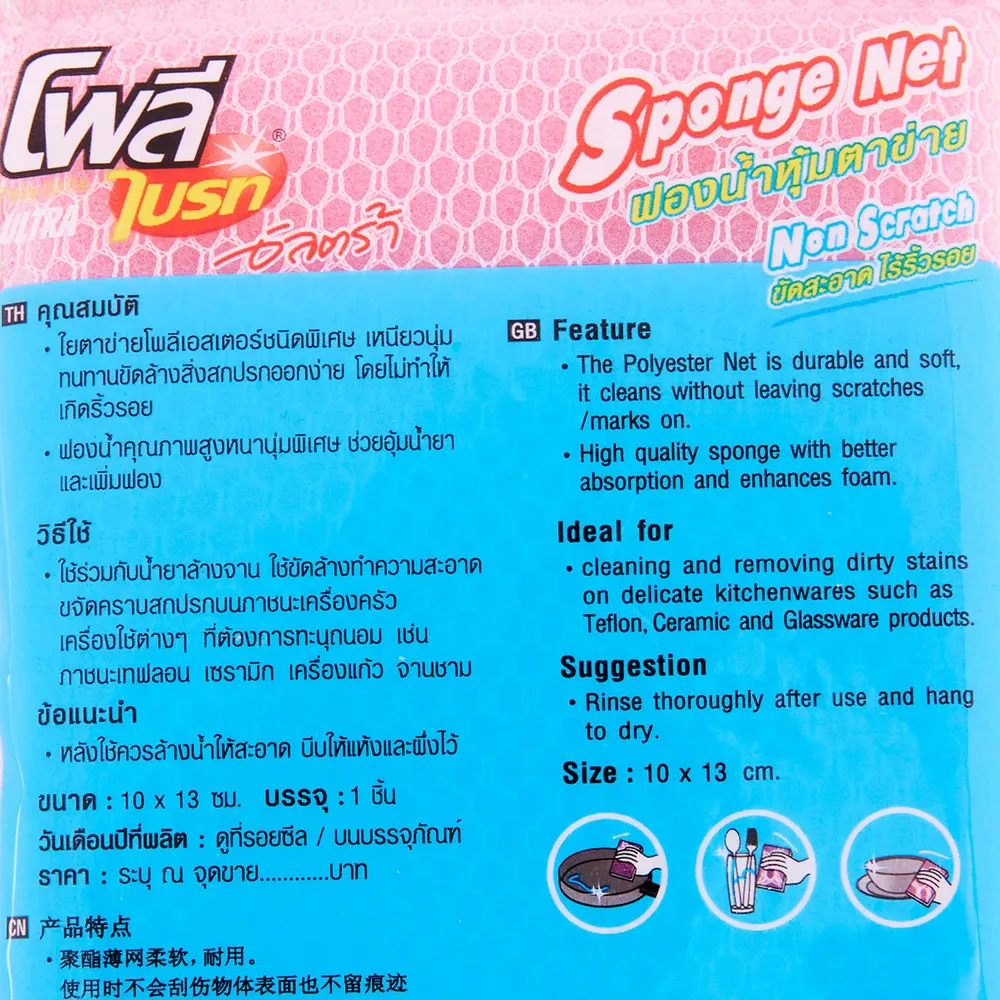 โพลี
ไบรท
®
Poly Brite
ULTRA
อัลตร้า
Sponge Net
ฟองน้ำหุ้มตาข่าย
Non Scratch
ขัดสะอาด ไร้ริ้วรอย
TH คุณสมบัติ
• ใยตาข่ายโพลีเอสเตอร์ชนิดพิเศษ เหนียวนุ่ม
ทนทานขัดล้างสิ่งสกปรกออกง่าย โดยไม่ทำให้
เกิดริ้วรอย
• ฟองน้ำคุณภาพสูงหนานุ่มพิเศษ ช่วยอุ้มน้ำยา
และเพิ่มฟอง
วิธีใช้
• ใช้ร่วมกับน้ำยาล้างจาน ใช้ขัดล้างทำความสะอาด
ขจัดคราบสกปรกบนภาชนะเครื่องครัว
เครื่องใช้ต่างๆ ที่ต้องการทะนุถนอม เช่น
ภาชนะเทฟลอน เซรามิก เครื่องแก้ว จานชาม
ข้อแนะนำ
• หลังใช้ควรล้างน้ำให้สะอาด บีบให้แห้งและผึ่งไว้
ขนาด : 10 x 13 ซม. บรรจุ : 1 ชิ้น
วันเดือนปีที่ผลิต : ดูที่รอยซีล / บนบรรจุภัณฑ์
ราคา : ระบุ ณ จุดขาย............บาท
CN 产品特点
• 聚酯薄网柔软，耐用。
使用时不会刮伤物体表面也不留痕迹
GB Feature
• The Polyester Net is durable and soft,
it cleans without leaving scratches
/marks on.
• High quality sponge with better
absorption and enhances foam.
Ideal for
• cleaning and removing dirty stains
on delicate kitchenwares such as
Teflon, Ceramic and Glassware products.
Suggestion
• Rinse thoroughly after use and hang
to dry.
Size : 10 x 13 cm.